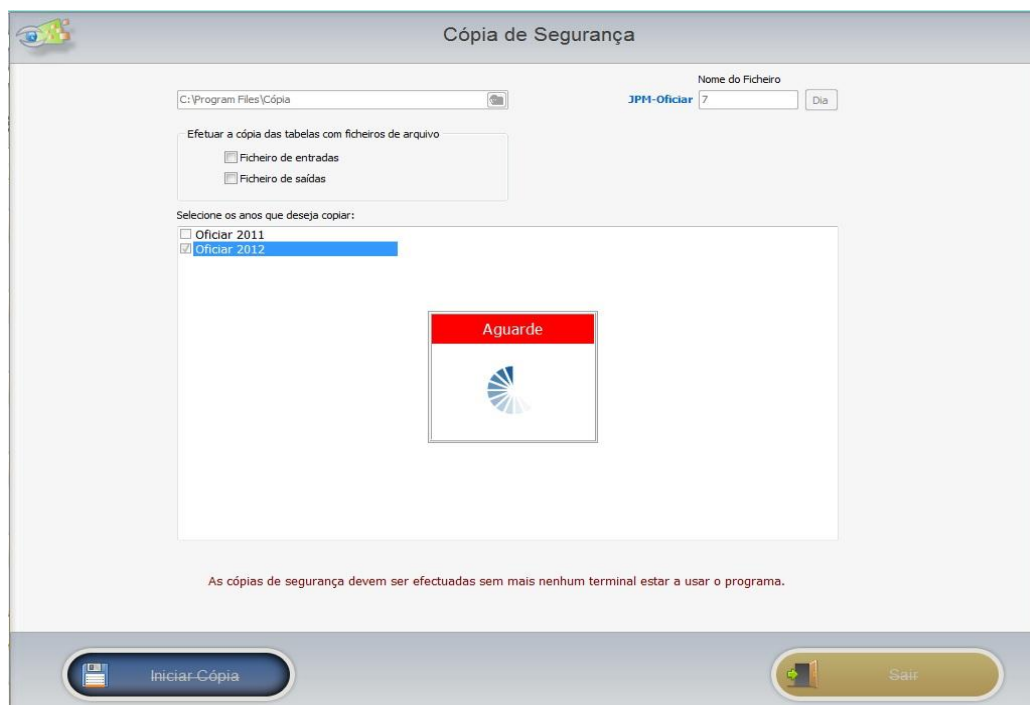 Cópia de Segurança
Nome do Ficheiro
C:\Program Files\Cópia
JPM-Oficiar 7 Dia
Efetuar a cópia das tabelas com ficheiros de arquivo
Ficheiro de entradas
Ficheiro de saídas
Selecione os anos que deseja copiar:
Oficiar 2011
Oficiar 2012
Aguarde
As cópias de segurança devem ser efectuadas sem mais nenhum terminal estar a usar o programa.
Iniciar Cópia
Sair